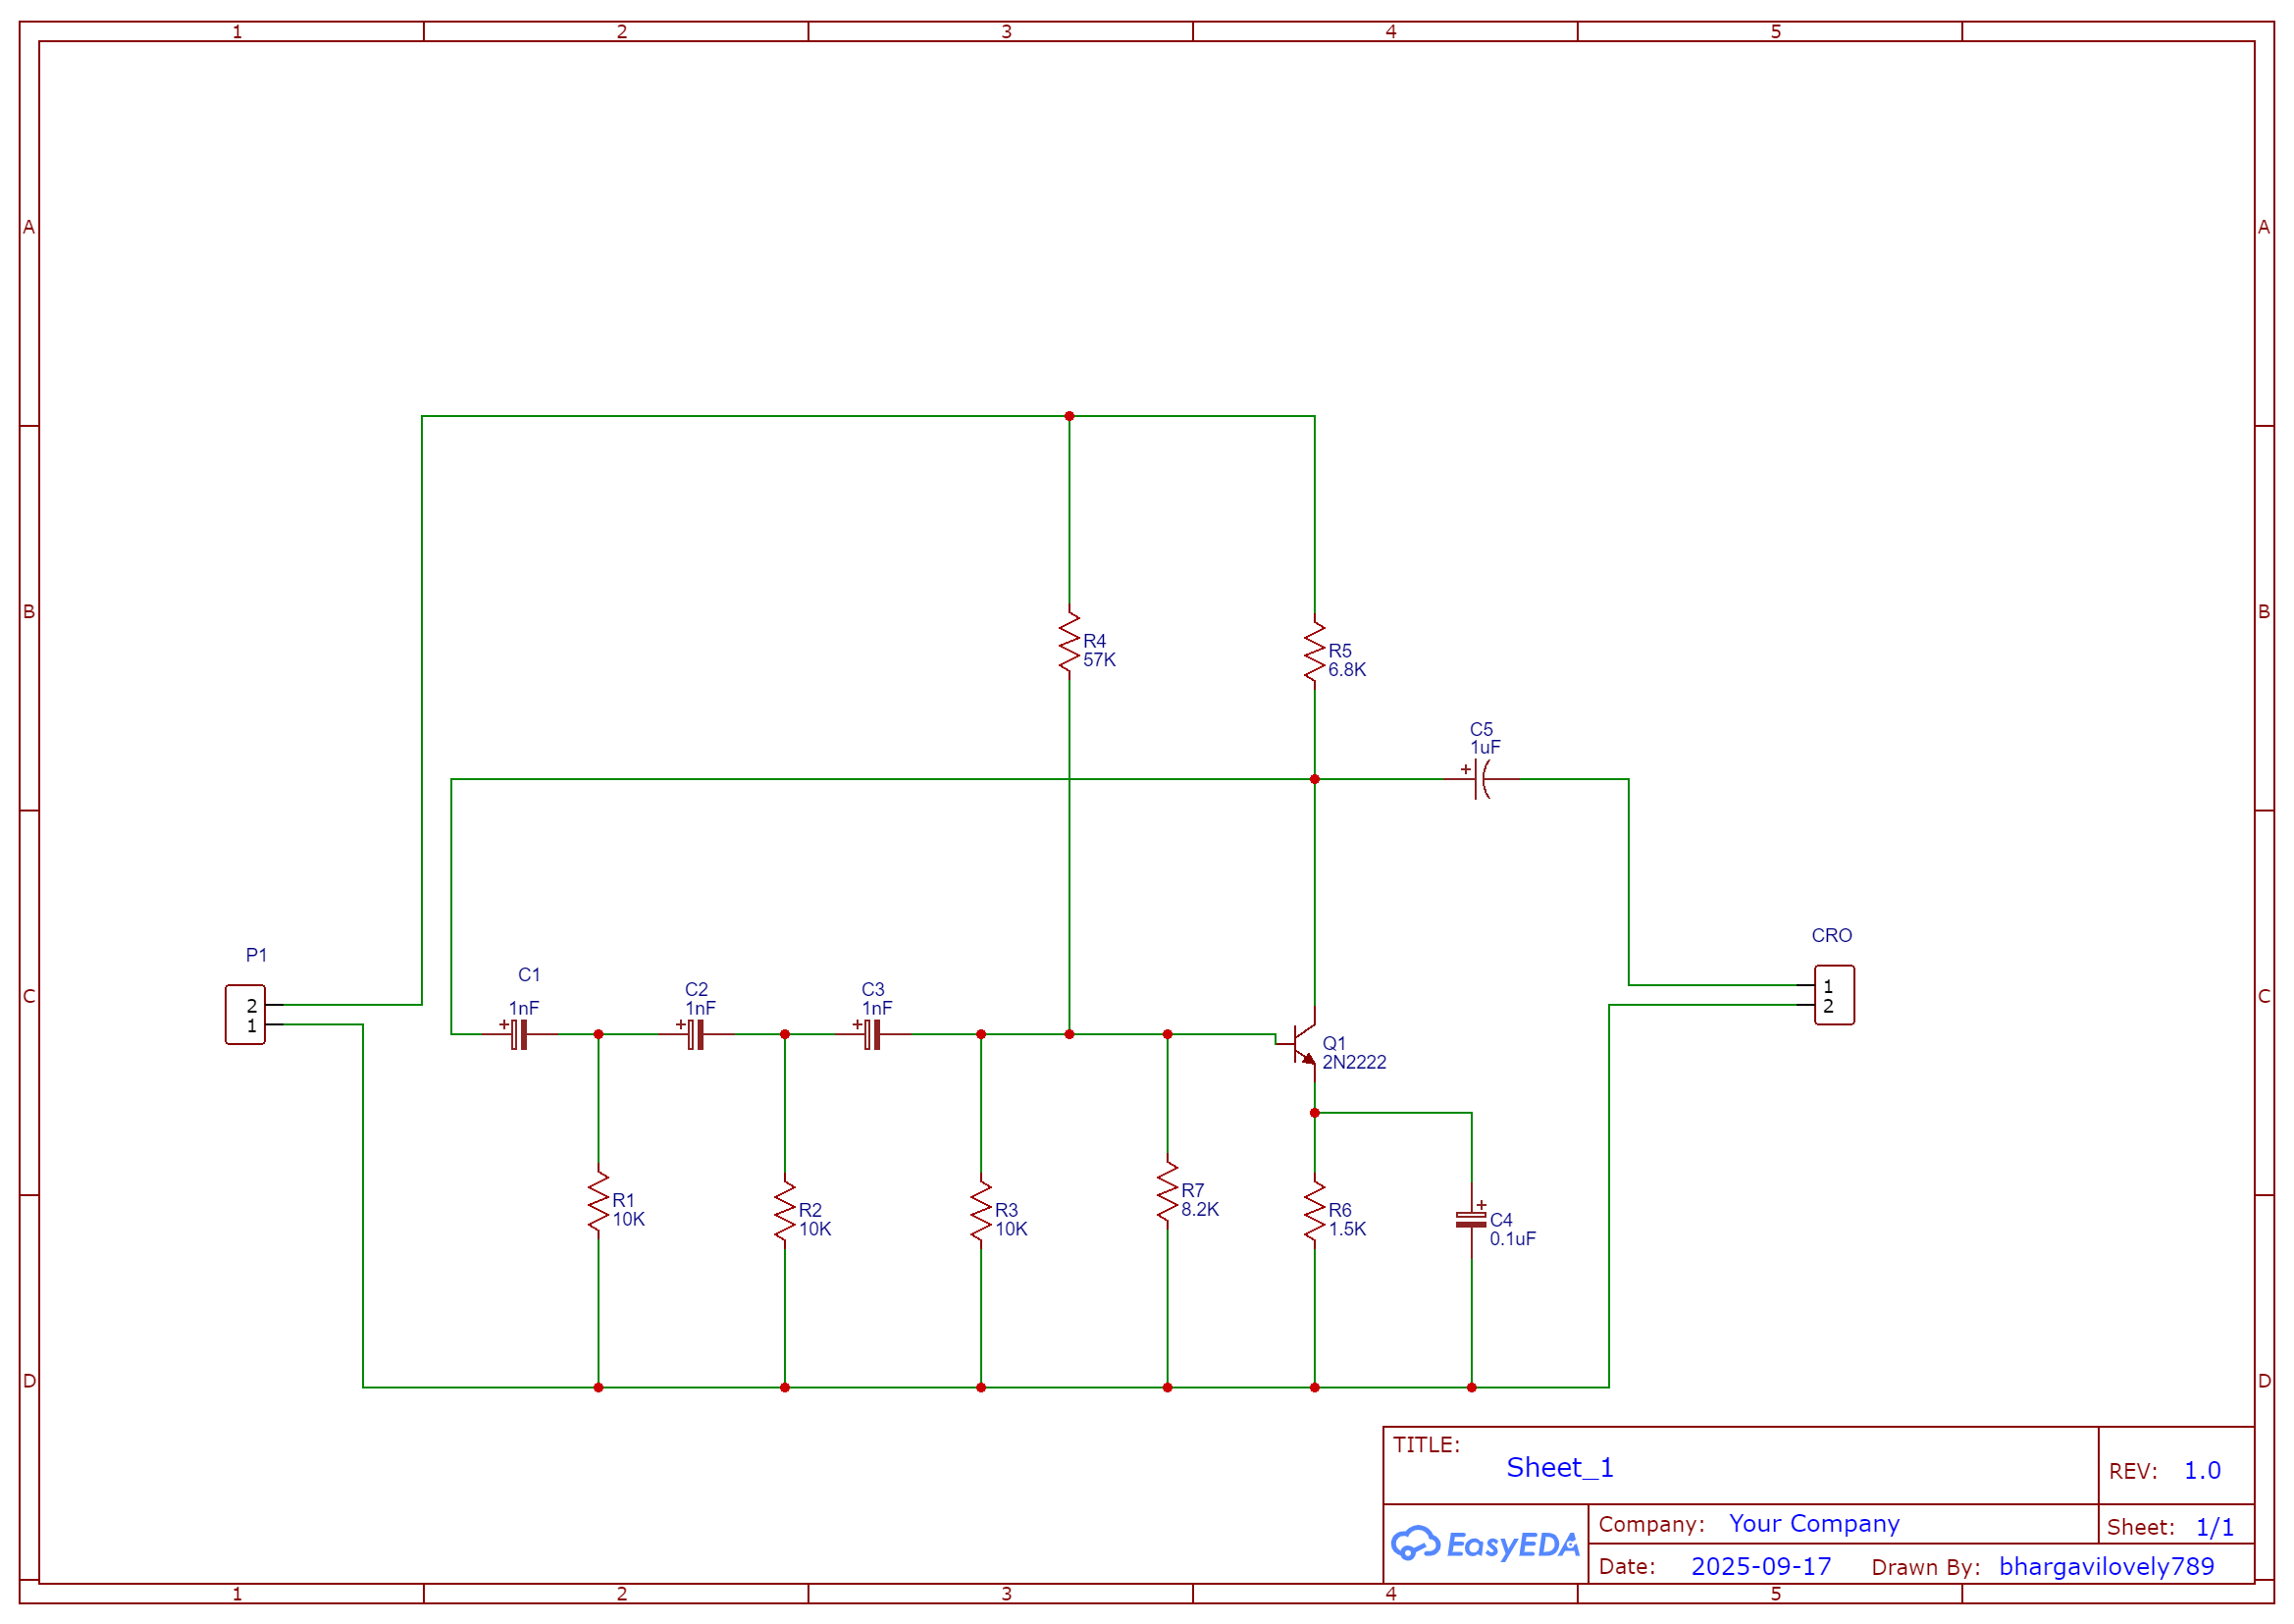 1 2 3 4 5
A A
B B
C C
D D
R4
57K
R5
6.8K
C5
1uF
CRO
1
2
P1
2
1
C1
1nF
C2
1nF
C3
1nF
Q1
2N2222
R1
10K
R2
10K
R3
10K
R7
8.2K
R6
1.5K
C4
0.1uF
TITLE:
Sheet_1
REV: 1.0
EasyEDA
Company: Your Company
Sheet: 1/1
Date: 2025-09-17 Drawn By: bhargavilovely789
1 2 3 4 5